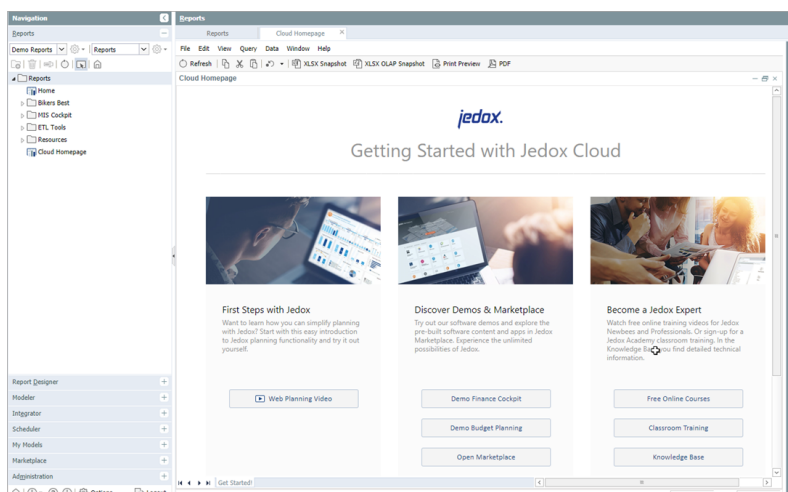 Navigation
Reports
Reports
Reports
Cloud Homepage
Demo Reports
Reports
File Edit View Query Data Window Help
Refresh
XLSX Snapshot
XLSX OLAP Snapshot
Print Preview
PDF
Cloud Homepage
Reports
Home
Bikers Best
MIS Cockpit
ETL Tools
Resources
Cloud Homepage
jedox.
Getting Started with Jedox Cloud
First Steps with Jedox
Want to learn how you can simplify planning
with Jedox? Start with this easy introduction
to Jedox planning functionality and try it out
yourself.
Web Planning Video
Discover Demos & Marketplace
Try out our software demos and explore the
pre-built software content and apps in Jedox
Marketplace. Experience the unlimited
possibilities of Jedox.
Demo Finance Cockpit
Demo Budget Planning
Open Marketplace
Become a Jedox Expert
Watch free online training videos for Jedox
Newbees and Professionals. Or sign-up for a
Jedox Academy classroom training. In the
Knowledge Base you find detailed technical
information.
Free Online Courses
Classroom Training
Knowledge Base
Report Designer
Modeler
Integrator
Scheduler
My Models
Marketplace
Administration
Options
Logout
Get Started!